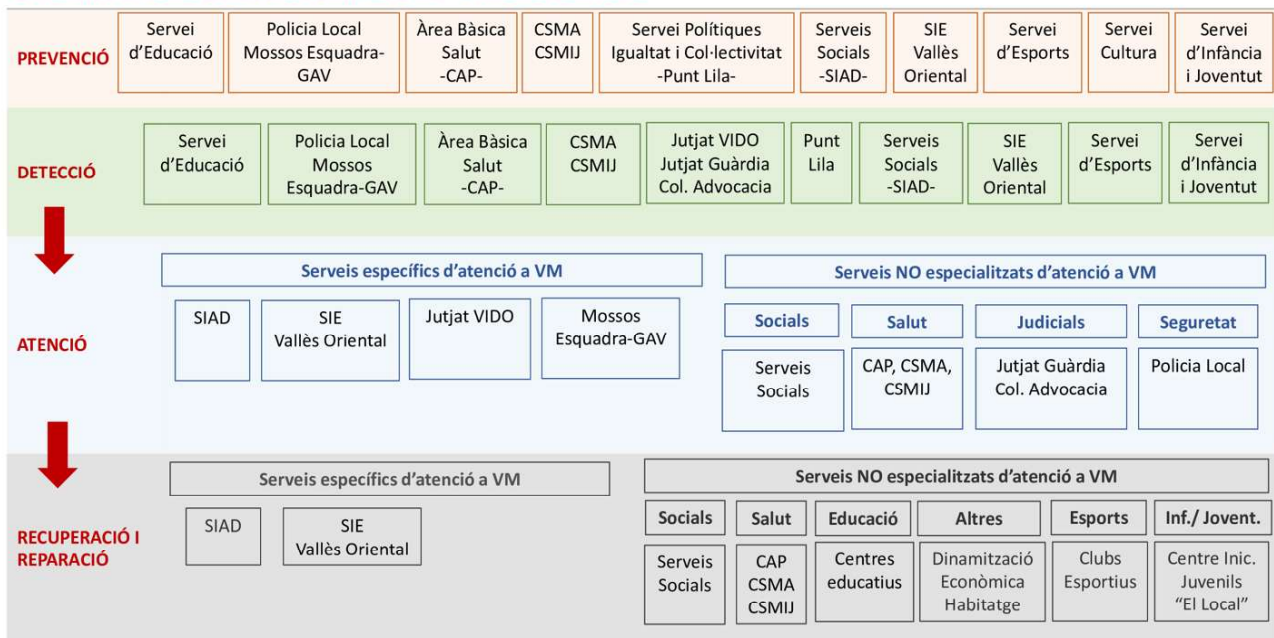 PREVENCIÓ
Servei
d'Educació
Policia Local
Mossos Esquadra-
GAV
Àrea Bàsica
Salut
-CAP-
CSMA
CSMIJ
Servei Polítiques
Igualtat i Col·lectivitat
-Punt Lila-
Serveis
Socials
-SIAD-
SIE
Vallès
Oriental
Servei
d'Esports
Servei
Cultura
Servei
d'Infància
i Joventut
DETECCIÓ
Servei
d'Educació
Policia Local
Mossos
Esquadra-GAV
Àrea Bàsica
Salut
-CAP-
CSMA
CSMIJ
Jutjat VIDO
Jutjat Guàrdia
Col. Advocacia
Punt
Lila
Serveis
Socials
-SIAD-
SIE
Vallès
Oriental
Servei
d'Esports
Servei
d'Infància
i Joventut
ATENCIÓ
Serveis específics d'atenció a VM
SIAD
SIE
Vallès Oriental
Jutjat VIDO
Mossos
Esquadra-GAV
Serveis NO especialitzats d'atenció a VM
Socials
Salut
Judicials
Seguretat
Serveis
Socials
CAP, CSMA,
CSMIJ
Jutjat Guàrdia
Col. Advocacia
Policia Local
RECUPERACIÓ I
REPARACIÓ
Serveis específics d'atenció a VM
SIAD
SIE
Vallès Oriental
Serveis NO especialitzats d'atenció a VM
Socials
Salut
Educació
Altres
Esports
Inf./ Jovent.
Serveis
Socials
CAP
CSMA
CSMIJ
Centres
educatius
Dinamització
Econòmica
Habitatge
Clubs
Esportius
Centre Inic.
Juvenils
"El Local"